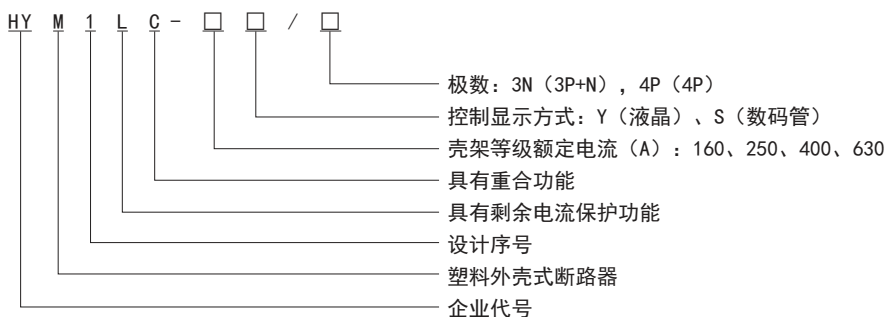 HY M 1 L C - □ □ / □
极数：3N（3P+N），4P（4P）
控制显示方式：Y（液晶）、S（数码管）
壳架等级额定电流（A）：160、250、400、630
具有重合功能
具有剩余电流保护功能
设计序号
塑料外壳式断路器
企业代号